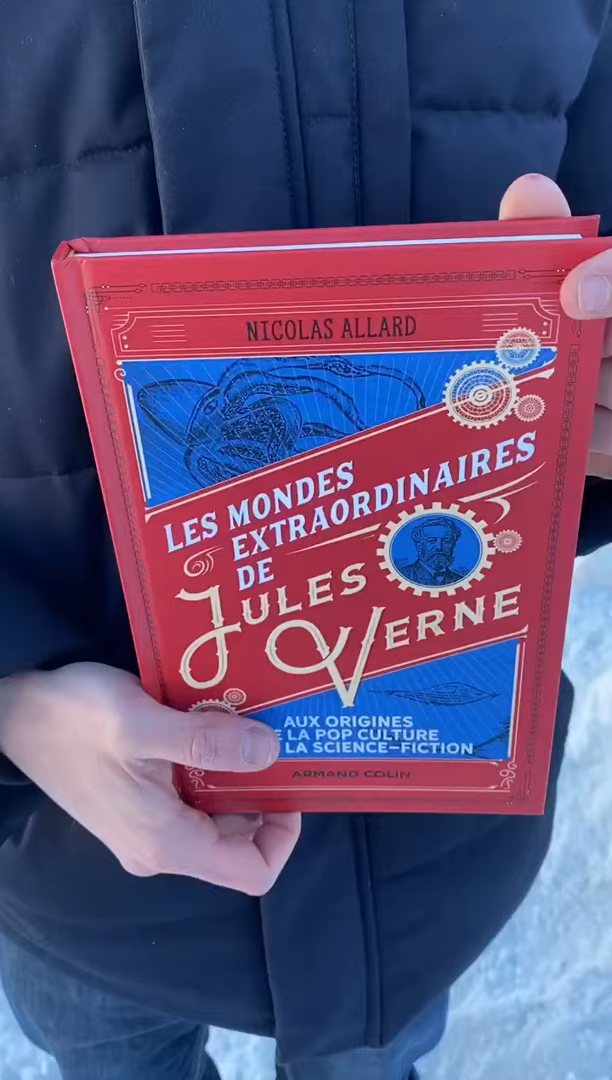 NICOLAS ALLARD
LES MONDES
EXTRAORDINAIRES
DE
JULES
VERNE
AUX ORIGINES
LA POP CULTURE
LA SCIENCE-FICTION
ARMAND COLIN